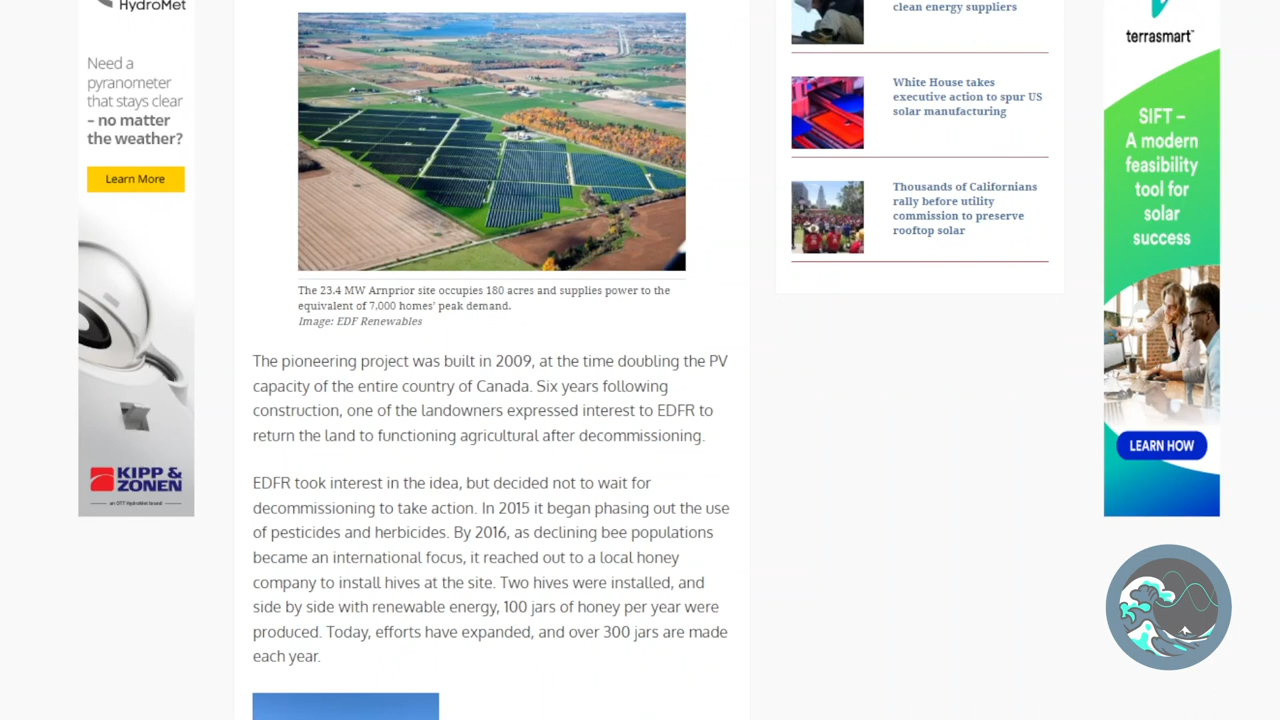 HydroMet
Need a
pyranometer
that stays clear
– no matter
the weather?
Learn More
KIPP &
ZONEN
an OTT HydroMet brand
The 23.4 MW Arnprior site occupies 180 acres and supplies power to the
equivalent of 7,000 homes' peak demand.
Image: EDF Renewables
The pioneering project was built in 2009, at the time doubling the PV
capacity of the entire country of Canada. Six years following
construction, one of the landowners expressed interest to EDFR to
return the land to functioning agricultural after decommissioning.
EDFR took interest in the idea, but decided not to wait for
decommissioning to take action. In 2015 it began phasing out the use
of pesticides and herbicides. By 2016, as declining bee populations
became an international focus, it reached out to a local honey
company to install hives at the site. Two hives were installed, and
side by side with renewable energy, 100 jars of honey per year were
produced. Today, efforts have expanded, and over 300 jars are made
each year.
clean energy suppliers
White House takes
executive action to spur US
solar manufacturing
Thousands of Californians
rally before utility
commission to preserve
rooftop solar
terrasmart
SIFT –
A modern
feasibility
tool for
solar
success
LEARN HOW